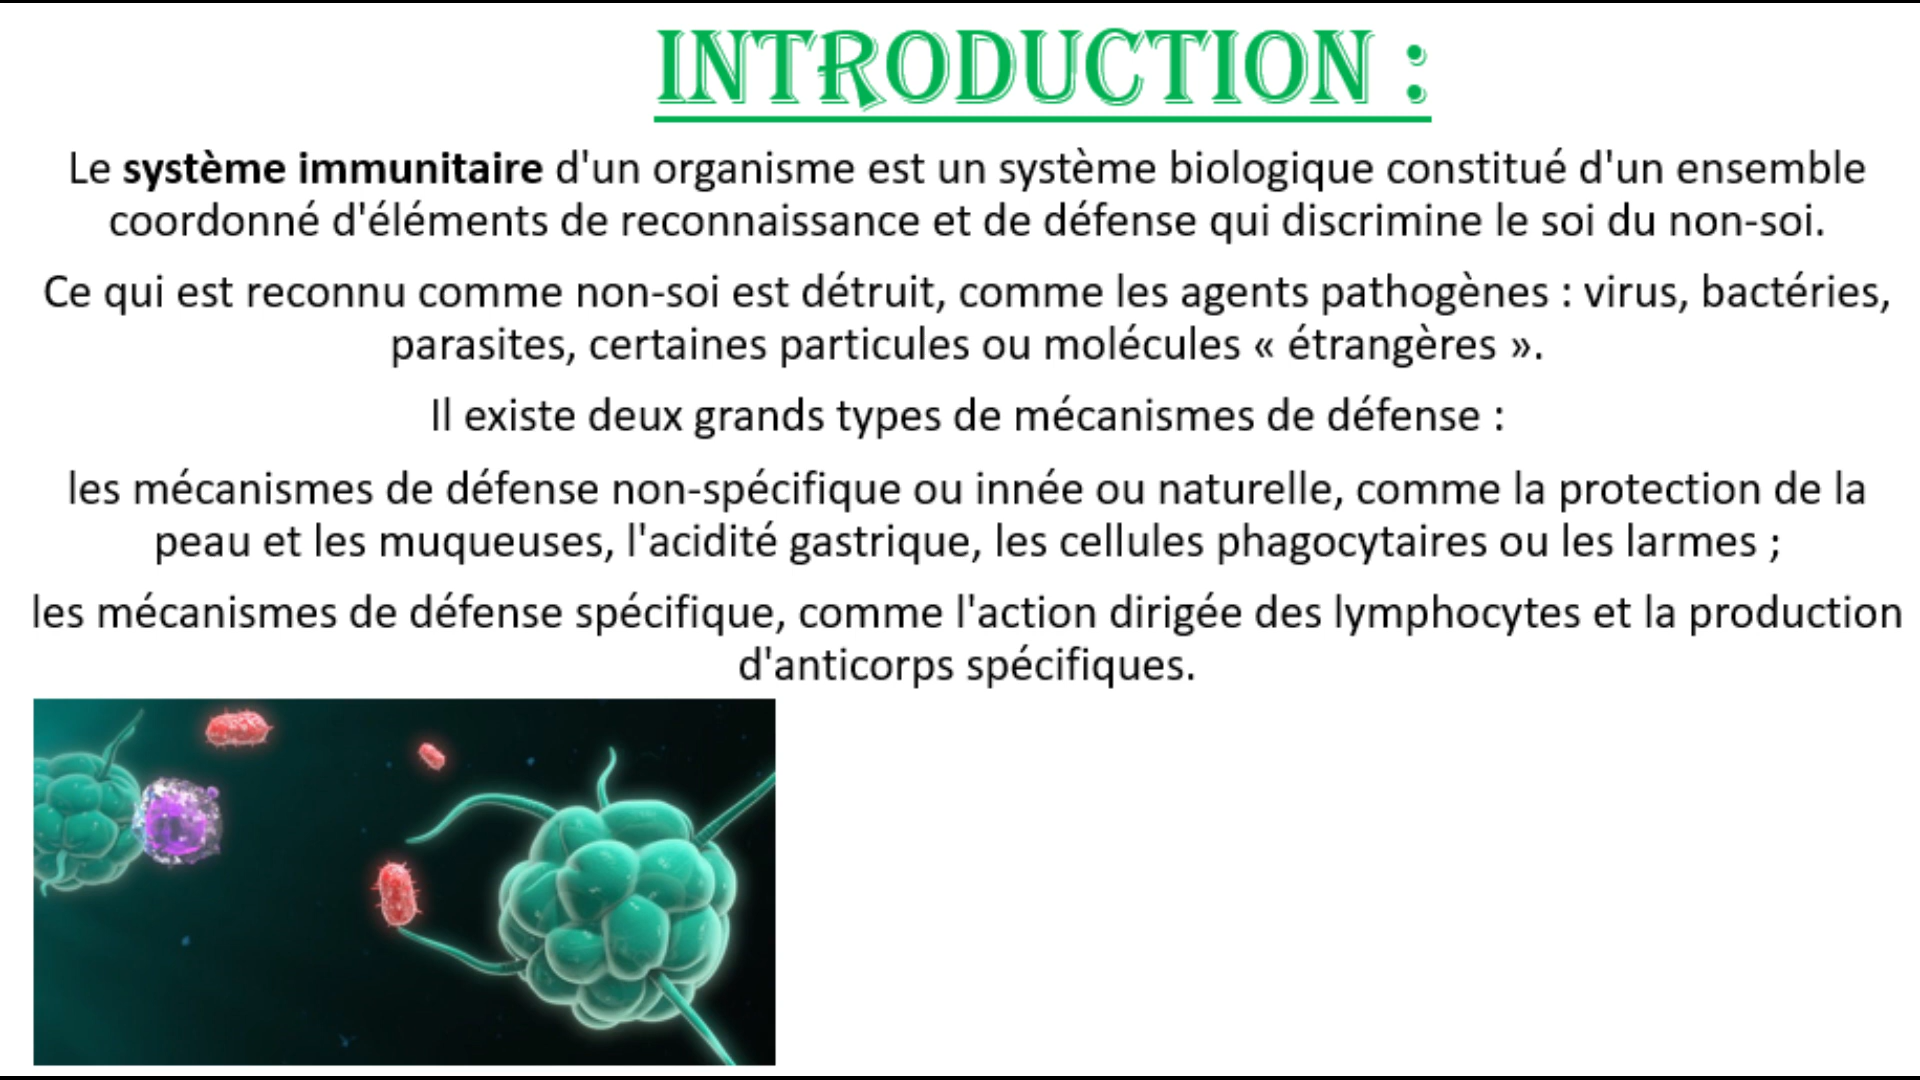 INTRODUCTION :
Le système immunitaire d'un organisme est un système biologique constitué d'un ensemble
coordonné d'éléments de reconnaissance et de défense qui discrimine le soi du non-soi.
Ce qui est reconnu comme non-soi est détruit, comme les agents pathogènes : virus, bactéries,
parasites, certaines particules ou molécules « étrangères ».
Il existe deux grands types de mécanismes de défense :
les mécanismes de défense non-spécifique ou innée ou naturelle, comme la protection de la
peau et les muqueuses, l'acidité gastrique, les cellules phagocytaires ou les larmes ;
les mécanismes de défense spécifique, comme l'action dirigée des lymphocytes et la production
d'anticorps spécifiques.